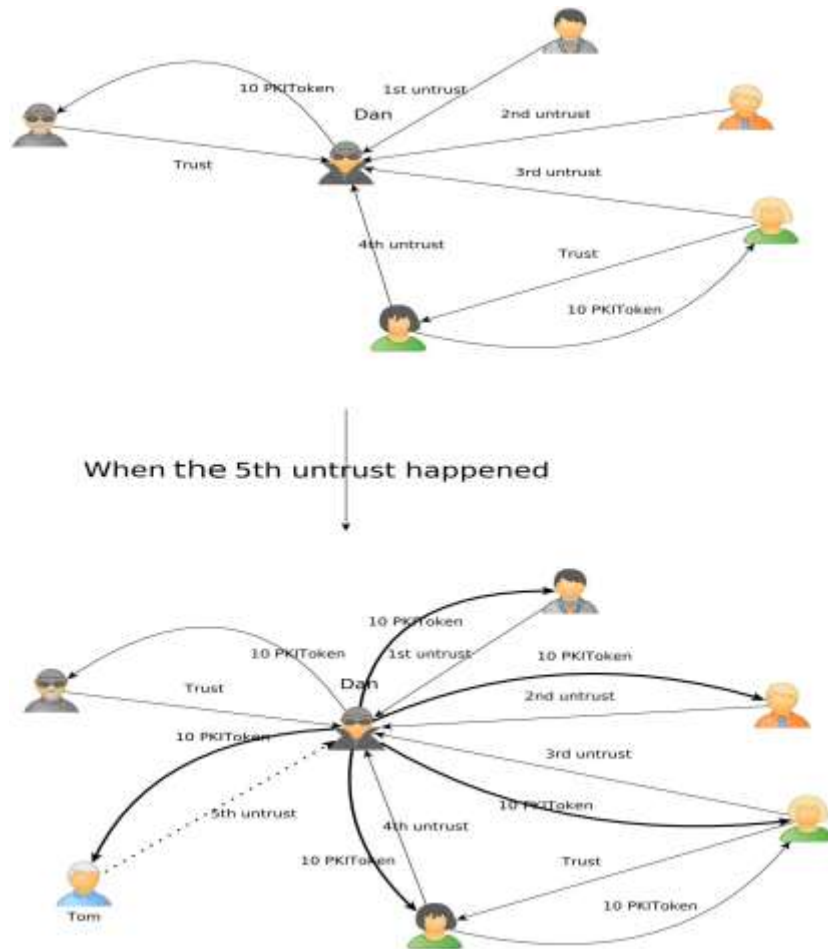 10 PKIToken
1st untrust
Dan
2nd untrust
Trust
3rd untrust
4th untrust
Trust
10 PKIToken
When the 5th untrust happened
10 PKIToken
10 PKIToken
1st untrust
10 PKIToken
Trust
Dan
2nd untrust
10 PKIToken
3rd untrust
5th untrust
10 PKIToken
4th untrust
10 PKIToken
Trust
10 PKIToken
Tom